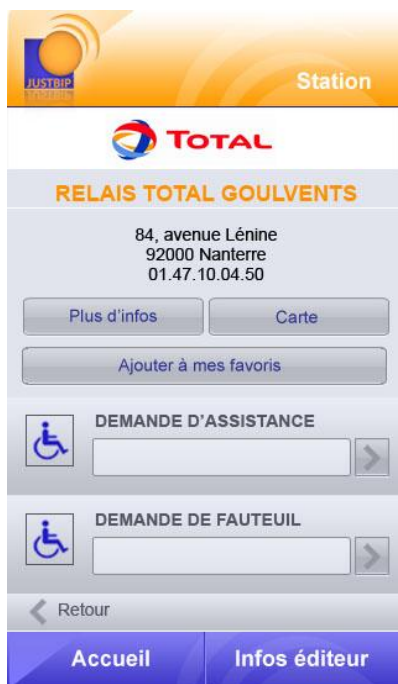 JUSTBIP
Station
TOTAL
RELAIS TOTAL GOULVENTS
84, avenue Lénine
92000 Nanterre
01.47.10.04.50
Plus d'infos
Carte
Ajouter à mes favoris
DEMANDE D'ASSISTANCE
DEMANDE DE FAUTEUIL
Retour
Accueil
Infos éditeur